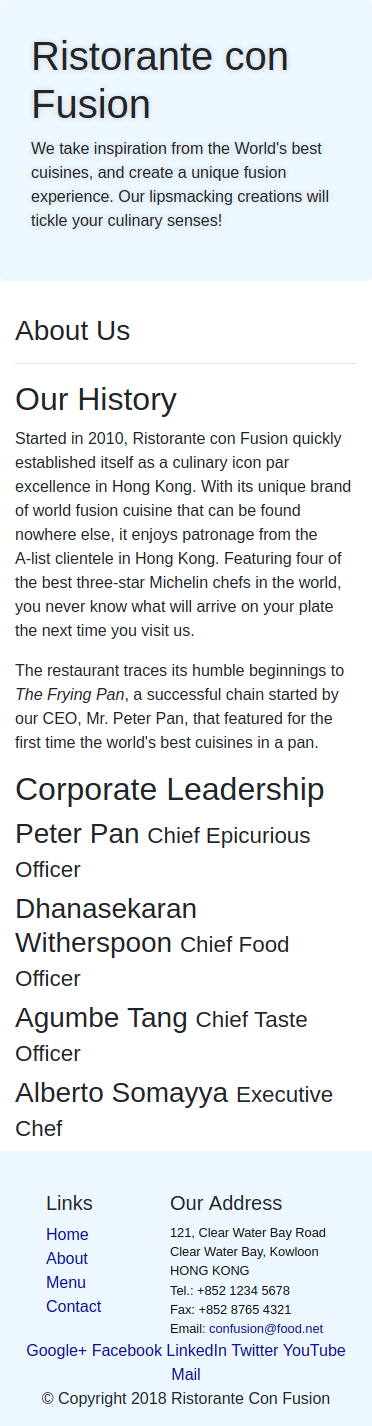 Ristorante con
Fusion
We take inspiration from the World's best
cuisines, and create a unique fusion
experience. Our lipsmacking creations will
tickle your culinary senses!
About Us
Our History
Started in 2010, Ristorante con Fusion quickly
established itself as a culinary icon par
excellence in Hong Kong. With its unique brand
of world fusion cuisine that can be found
nowhere else, it enjoys patronage from the
A-list clientele in Hong Kong. Featuring four of
the best three-star Michelin chefs in the world,
you never know what will arrive on your plate
the next time you visit us.
The restaurant traces its humble beginnings to
The Frying Pan, a successful chain started by
our CEO, Mr. Peter Pan, that featured for the
first time the world's best cuisines in a pan.
Corporate Leadership
Peter Pan Chief Epicurious
Officer
Dhanasekaran
Witherspoon Chief Food
Officer
Agumbe Tang Chief Taste
Officer
Alberto Somayya Executive
Chef
Links
Home
About
Menu
Contact
Our Address
121, Clear Water Bay Road
Clear Water Bay, Kowloon
HONG KONG
Tel.: +852 1234 5678
Fax: +852 8765 4321
Email: confusion@food.net
Google+ Facebook LinkedIn Twitter YouTube
Mail
© Copyright 2018 Ristorante Con Fusion